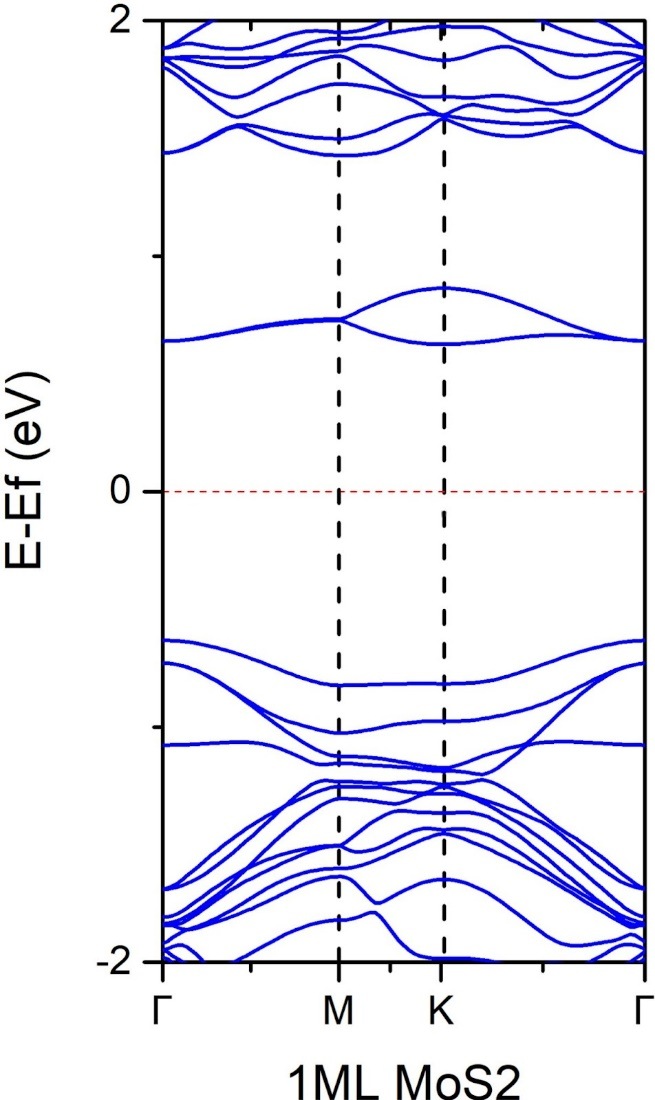 2
0
-2
E-Ef (eV)
Γ M K Γ
1ML MoS2